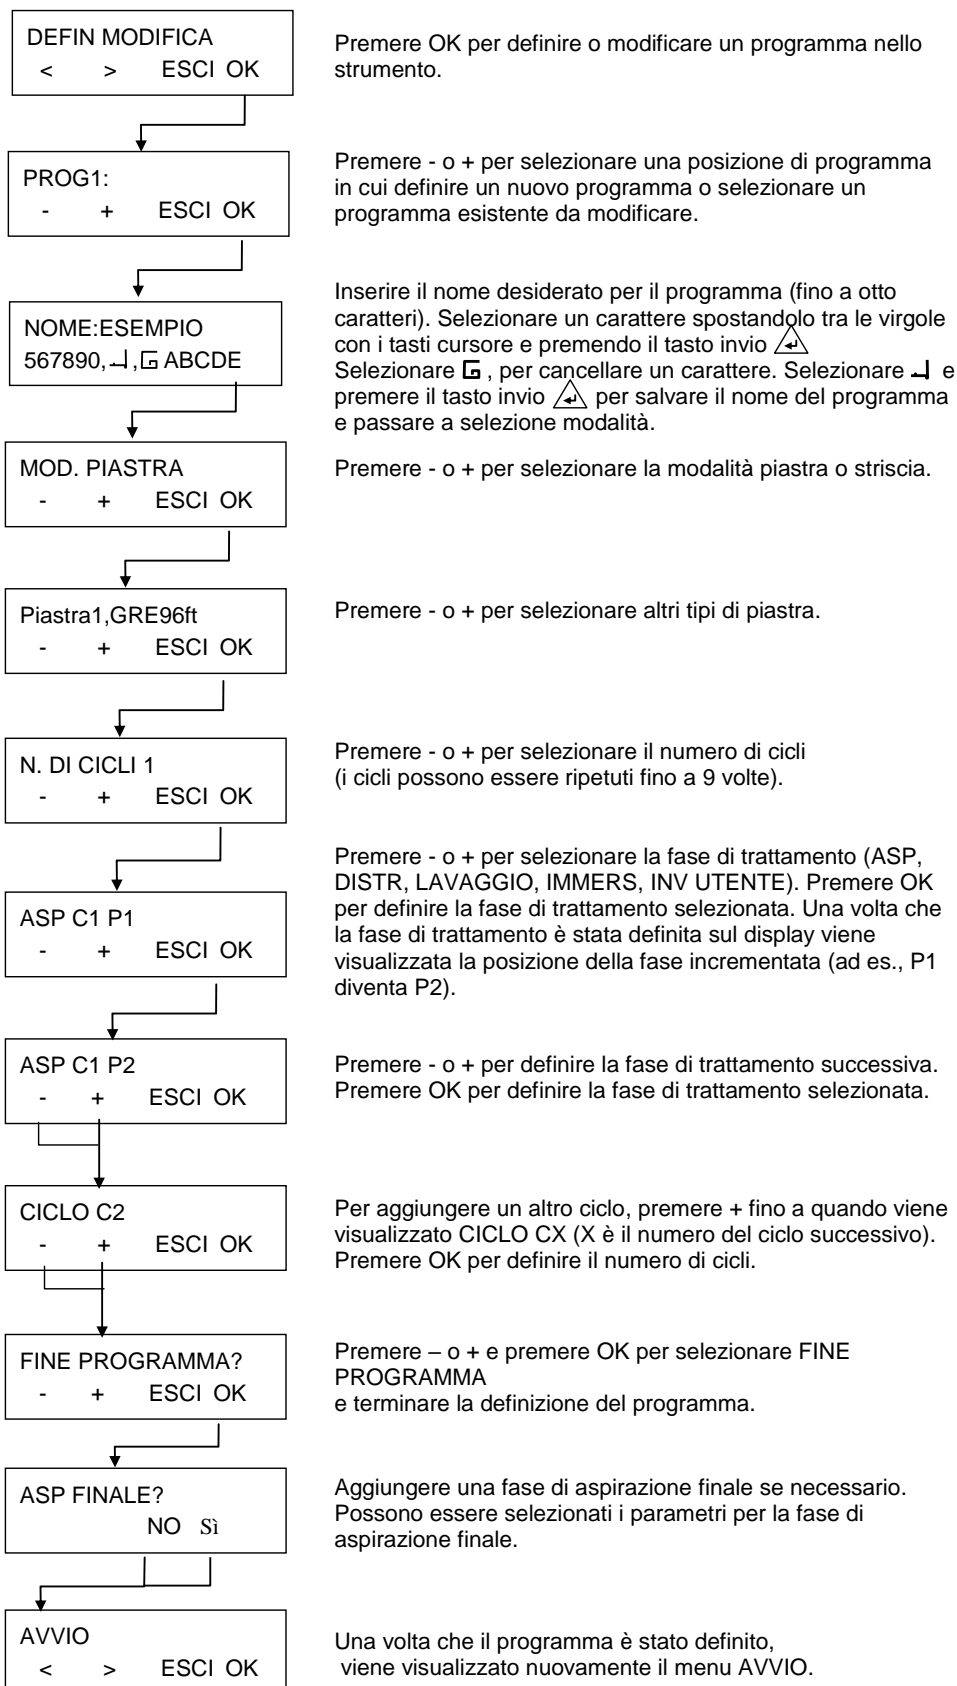 DEFIN MODIFICA
< > ESCI OK
Premere OK per definire o modificare un programma nello
strumento.
PROG1:
- + ESCI OK
Premere - o + per selezionare una posizione di programma
in cui definire un nuovo programma o selezionare un
programma esistente da modificare.
NOME:ESEMPIO
567890, ,  ABCDE
Inserire il nome desiderato per il programma (fino a otto
caratteri). Selezionare un carattere spostandolo tra le virgole
con i tasti cursore e premendo il tasto invio
Selezionare , per cancellare un carattere. Selezionare e
premere il tasto invio per salvare il nome del programma
e passare a selezione modalità.
MOD. PIASTRA
- + ESCI OK
Premere - o + per selezionare la modalità piastra o striscia.
Piastra1,GRE96ft
- + ESCI OK
Premere - o + per selezionare altri tipi di piastra.
N. DI CICLI 1
- + ESCI OK
Premere - o + per selezionare il numero di cicli
(i cicli possono essere ripetuti fino a 9 volte).
ASP C1 P1
- + ESCI OK
Premere - o + per selezionare la fase di trattamento (ASP,
DISTR, LAVAGGIO, IMMERS, INV UTENTE). Premere OK
per definire la fase di trattamento selezionata. Una volta che
la fase di trattamento è stata definita sul display viene
visualizzata la posizione della fase incrementata (ad es., P1
diventa P2).
ASP C1 P2
- + ESCI OK
Premere - o + per definire la fase di trattamento successiva.
Premere OK per definire la fase di trattamento selezionata.
CICLO C2
- + ESCI OK
Per aggiungere un altro ciclo, premere + fino a quando viene
visualizzato CICLO CX (X è il numero del ciclo successivo).
Premere OK per definire il numero di cicli.
FINE PROGRAMMA?
- + ESCI OK
Premere – o + e premere OK per selezionare FINE
PROGRAMMA
e terminare la definizione del programma.
ASP FINALE?
NO Sì
Aggiungere una fase di aspirazione finale se necessario.
Possono essere selezionati i parametri per la fase di
aspirazione finale.
AVVIO
< > ESCI OK
Una volta che il programma è stato definito,
viene visualizzato nuovamente il menu AVVIO.